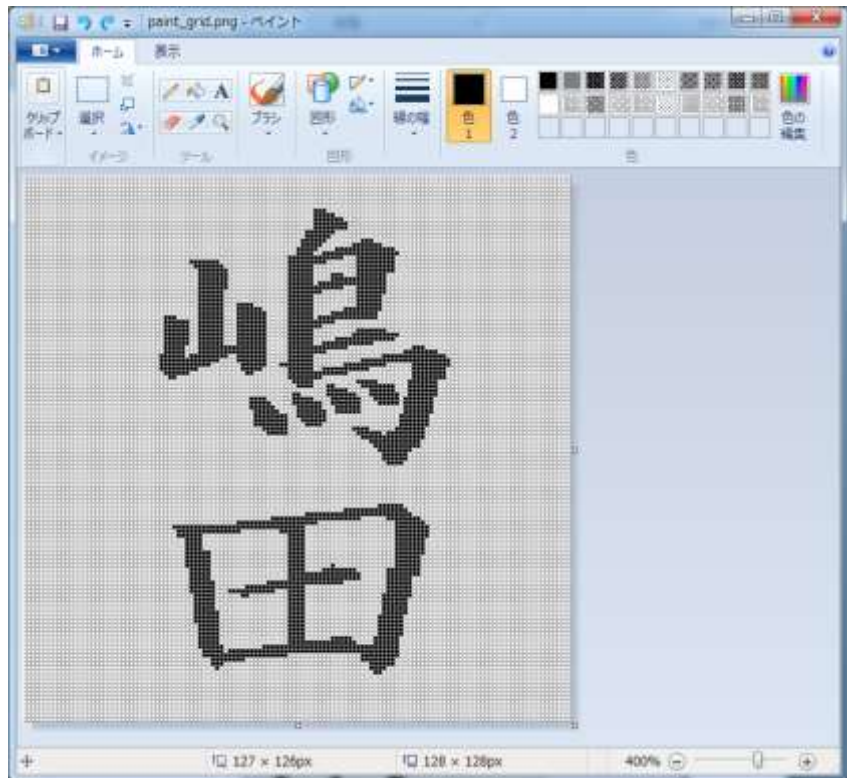 paint_grid.png - ペイント
ホーム 表示
クリップボード 選択 ブラシ 図形 線の幅 色1 色2 色の編集
イメージ ツール 図形 色
嶋
田
127 × 126px 128 × 128px 400%